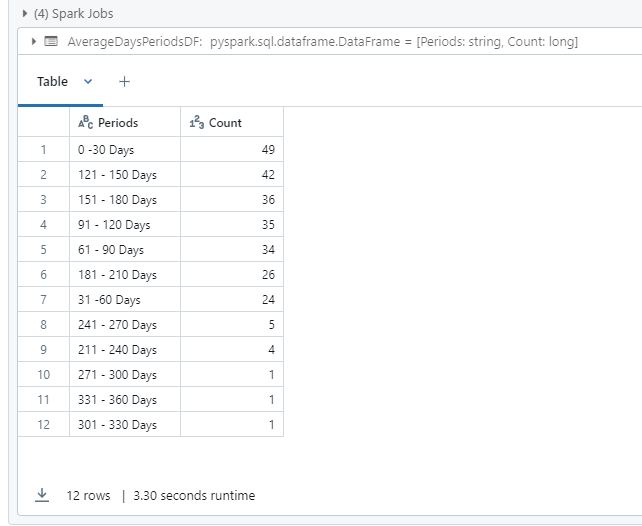 (4) Spark Jobs
AverageDaysPeriodsDF: pyspark.sql.dataframe.DataFrame = [Periods: string, Count: long]
Table +
ABC Periods 123 Count
1 0 -30 Days 49
2 121 - 150 Days 42
3 151 - 180 Days 36
4 91 - 120 Days 35
5 61 - 90 Days 34
6 181 - 210 Days 26
7 31 -60 Days 24
8 241 - 270 Days 5
9 211 - 240 Days 4
10 271 - 300 Days 1
11 331 - 360 Days 1
12 301 - 330 Days 1
12 rows | 3.30 seconds runtime